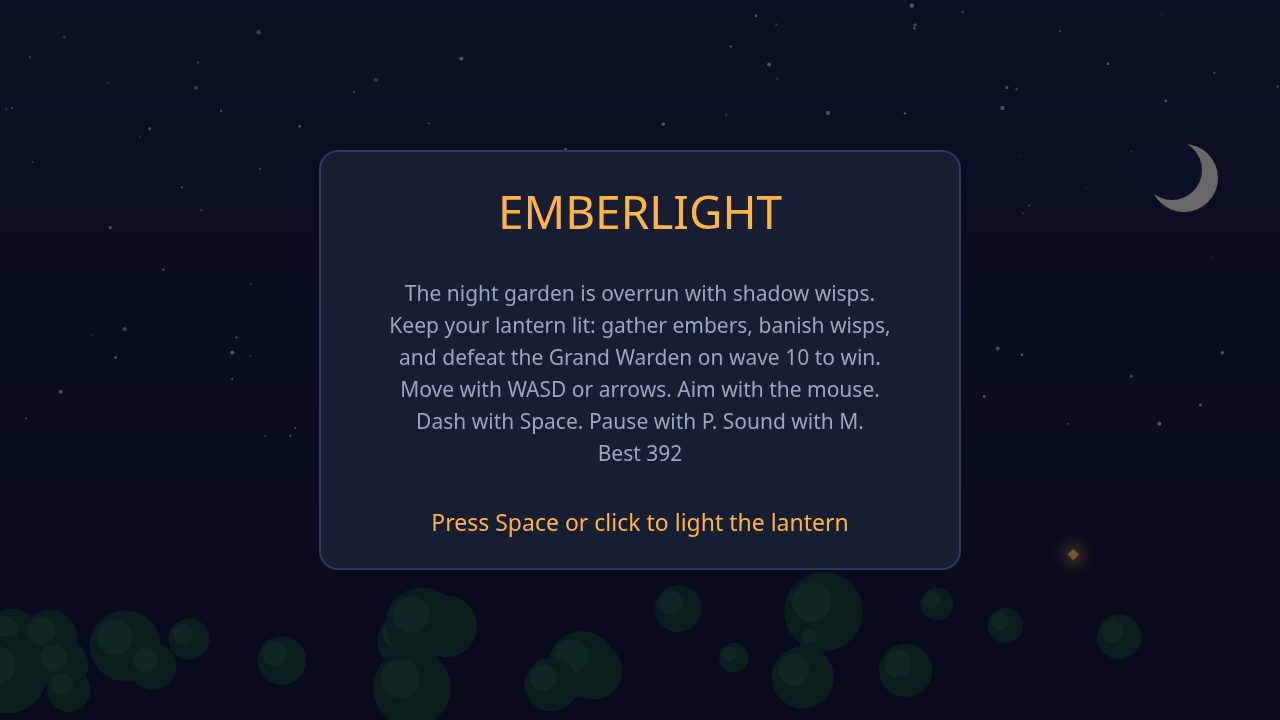 EMBERLIGHT
The night garden is overrun with shadow wisps.
Keep your lantern lit: gather embers, banish wisps,
and defeat the Grand Warden on wave 10 to win.
Move with WASD or arrows. Aim with the mouse.
Dash with Space. Pause with P. Sound with M.
Best 392
Press Space or click to light the lantern